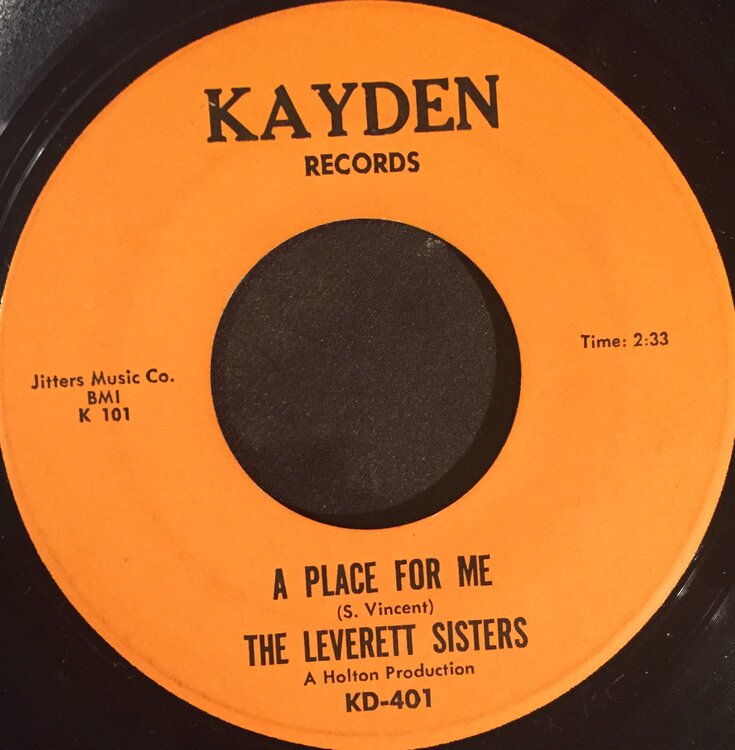 KAYDEN
RECORDS
Time: 2:33
Jitters Music Co.
BMI
K 101
A PLACE FOR ME
(S. Vincent)
THE LEVERETT SISTERS
A Holton Production
KD-401